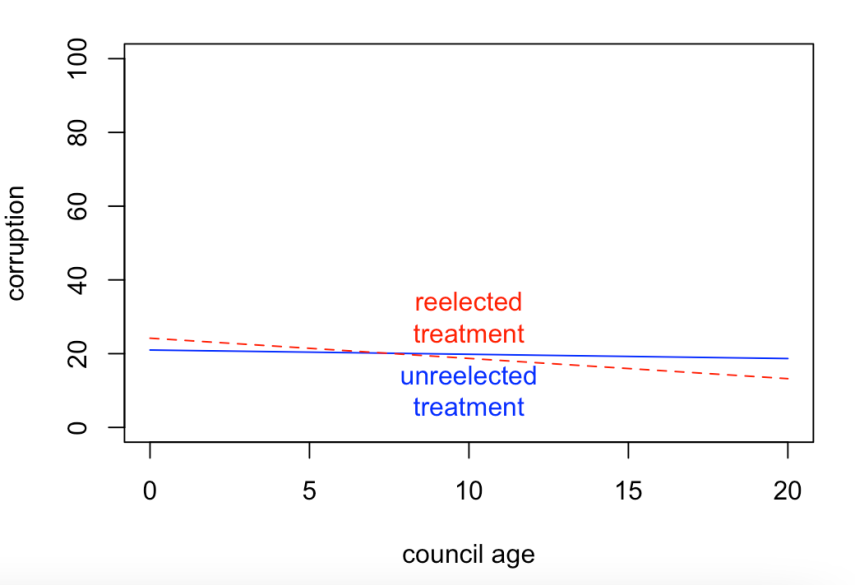 100
80
60
40
20
0
corruption
reelected
treatment
unreelected
treatment
0 5 10 15 20
council age